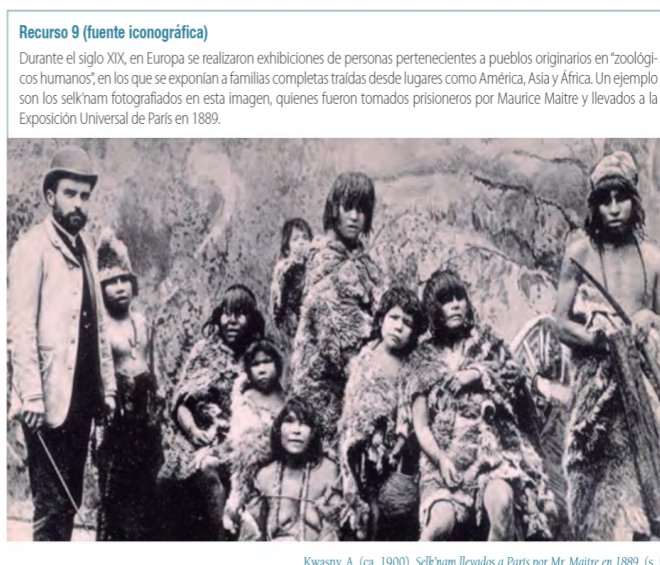 Recurso 9 (fuente iconográfica)
Durante el siglo XIX, en Europa se realizaron exhibiciones de personas pertenecientes a pueblos originarios en “zoológi-
cos humanos”, en los que se exponían a familias completas traídas desde lugares como América, Asia y África. Un ejemplo
son los selk’nam fotografiados en esta imagen, quienes fueron tomados prisioneros por Maurice Maitre y llevados a la
Exposición Universal de París en 1889.
Kwasny, A. (ca. 1900). Selk’nam llevados a París por Mr. Maitre en 1889. (s.